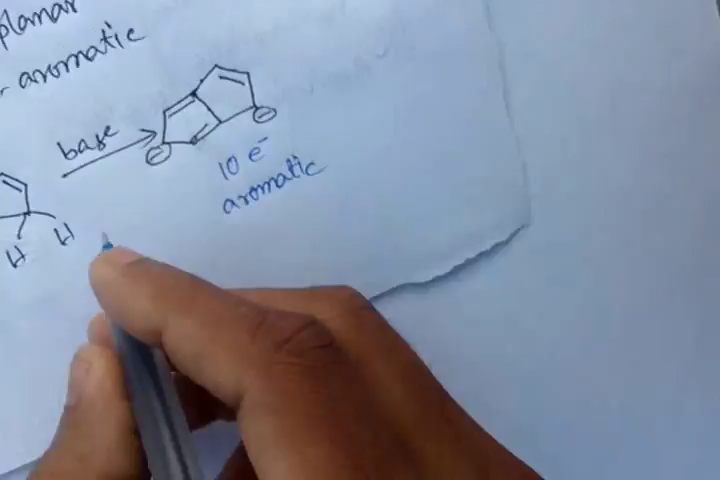 planar
- aromatic
base
10 e⁻
aromatic
H
H